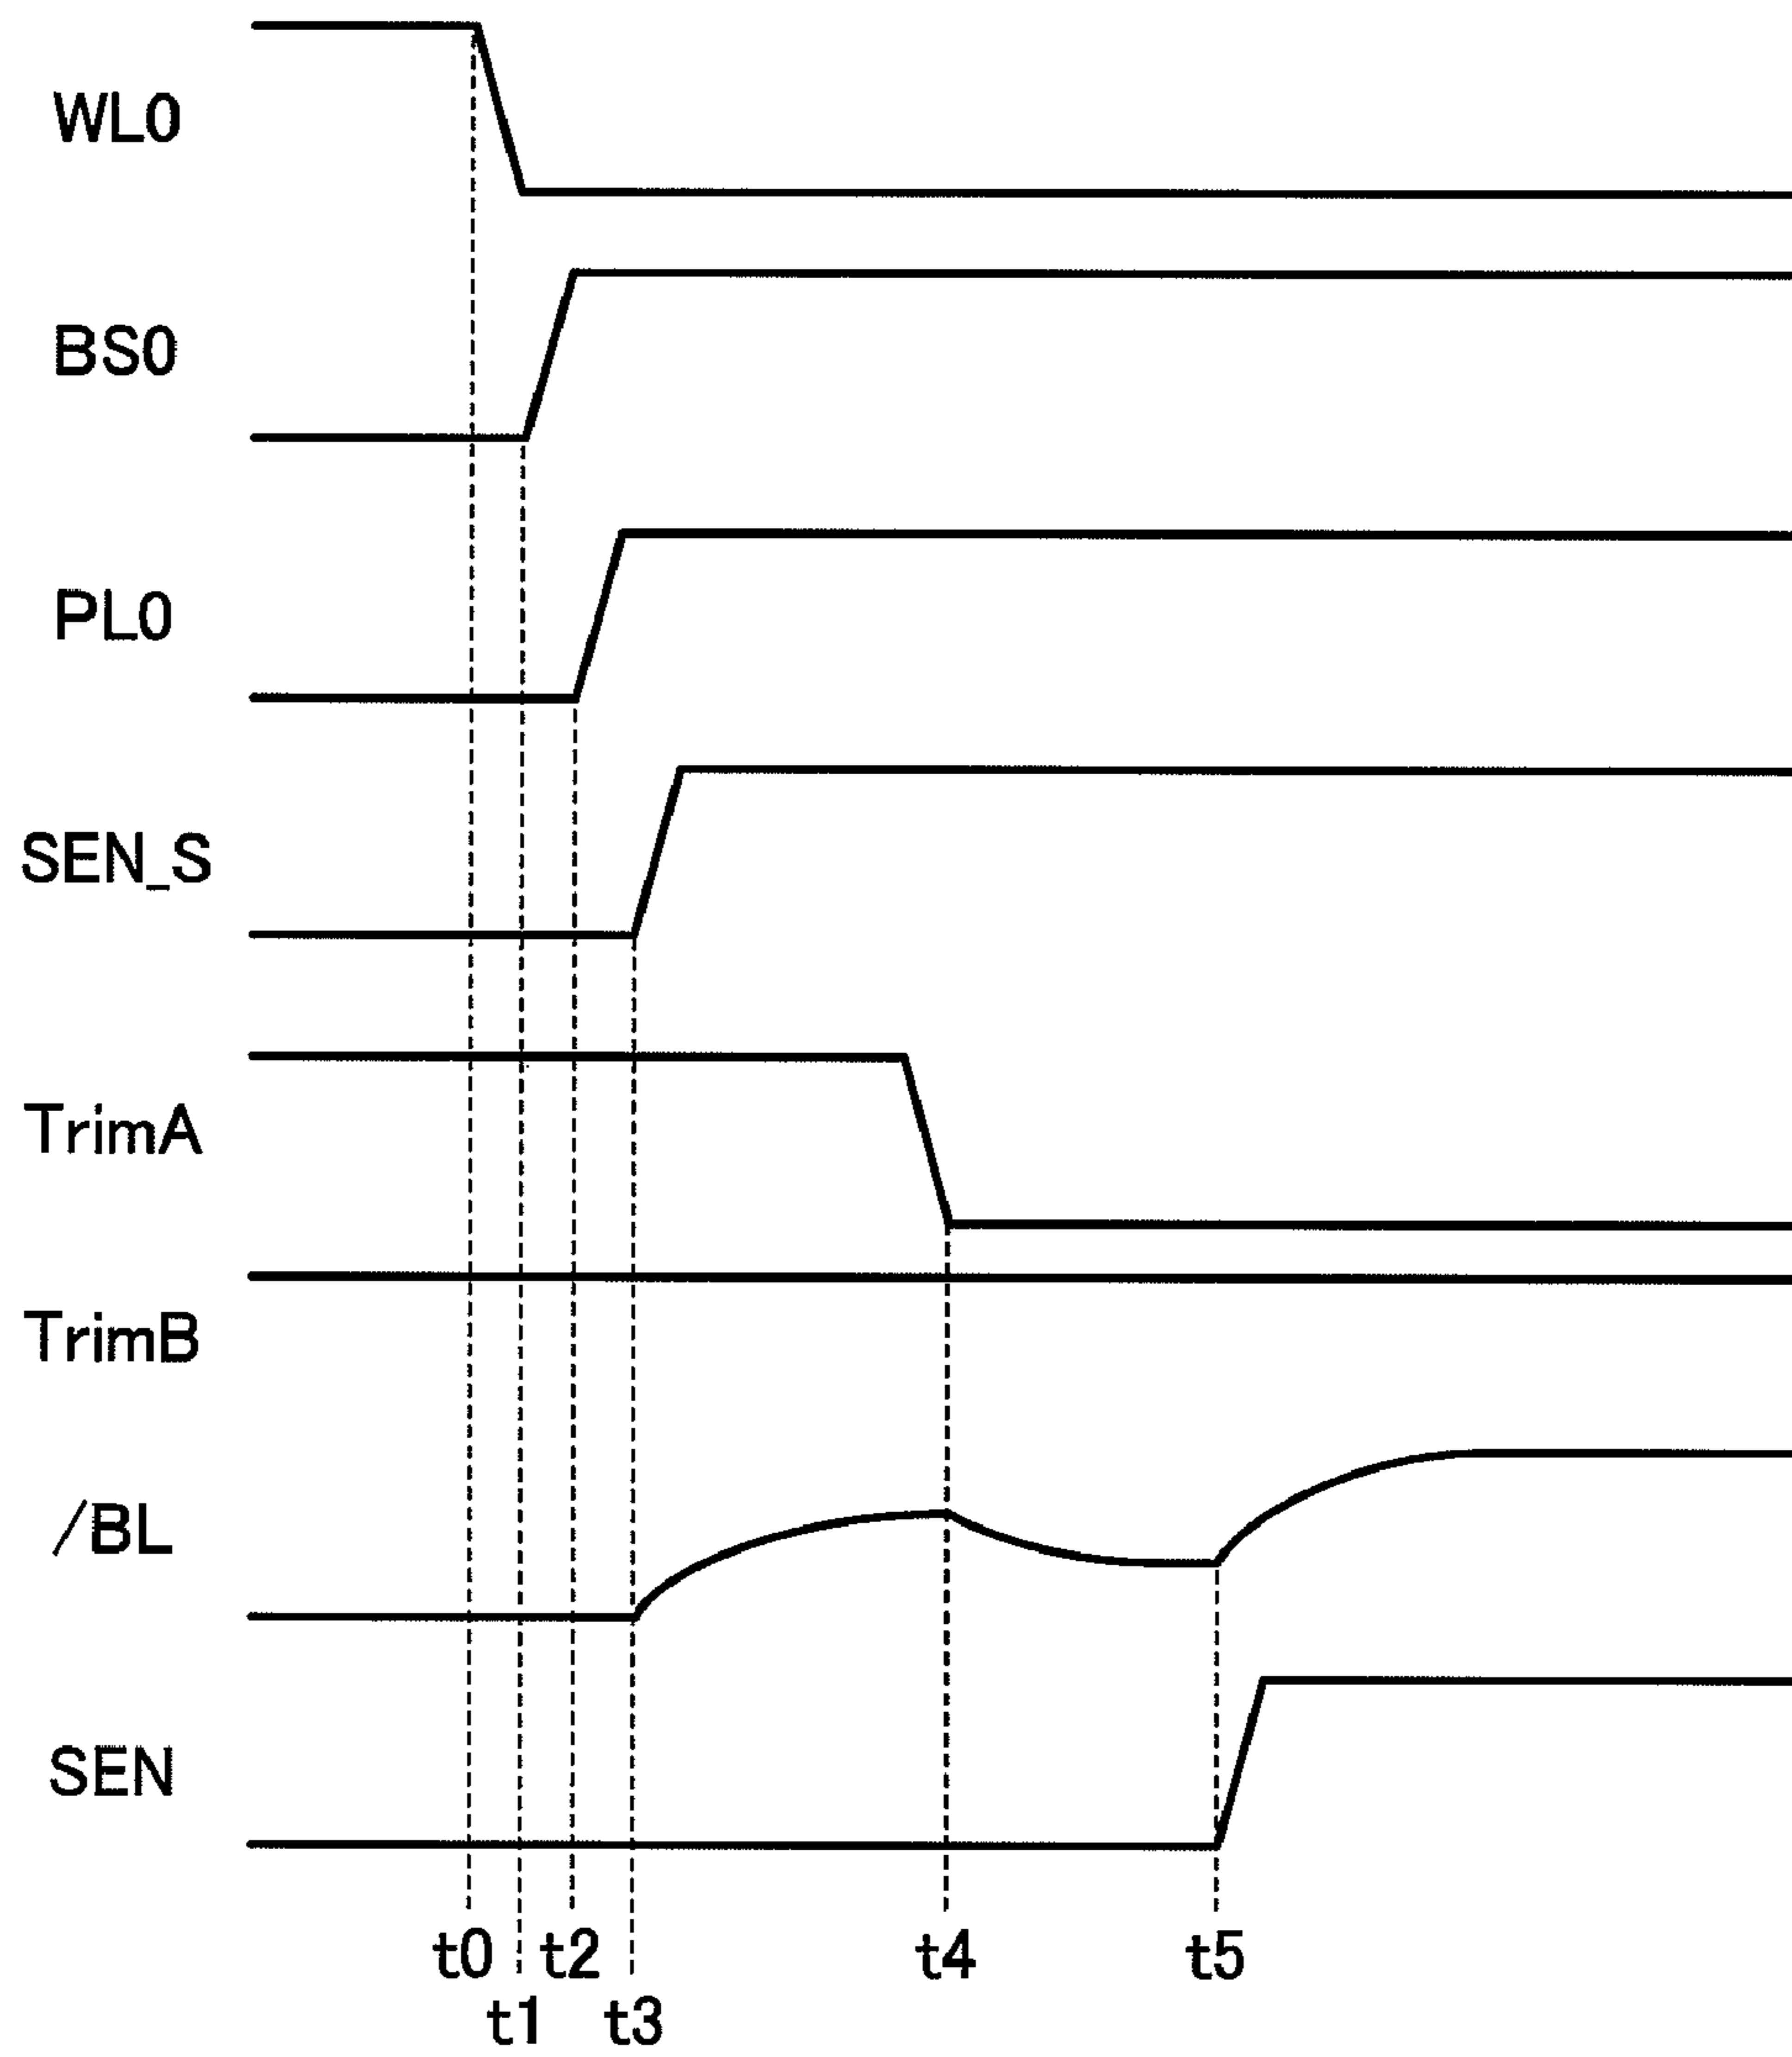 WL0
BS0
PL0
SEN_S
TrimA
TrimB
/BL
SEN
t0 t2 t4 t5
t1 t3